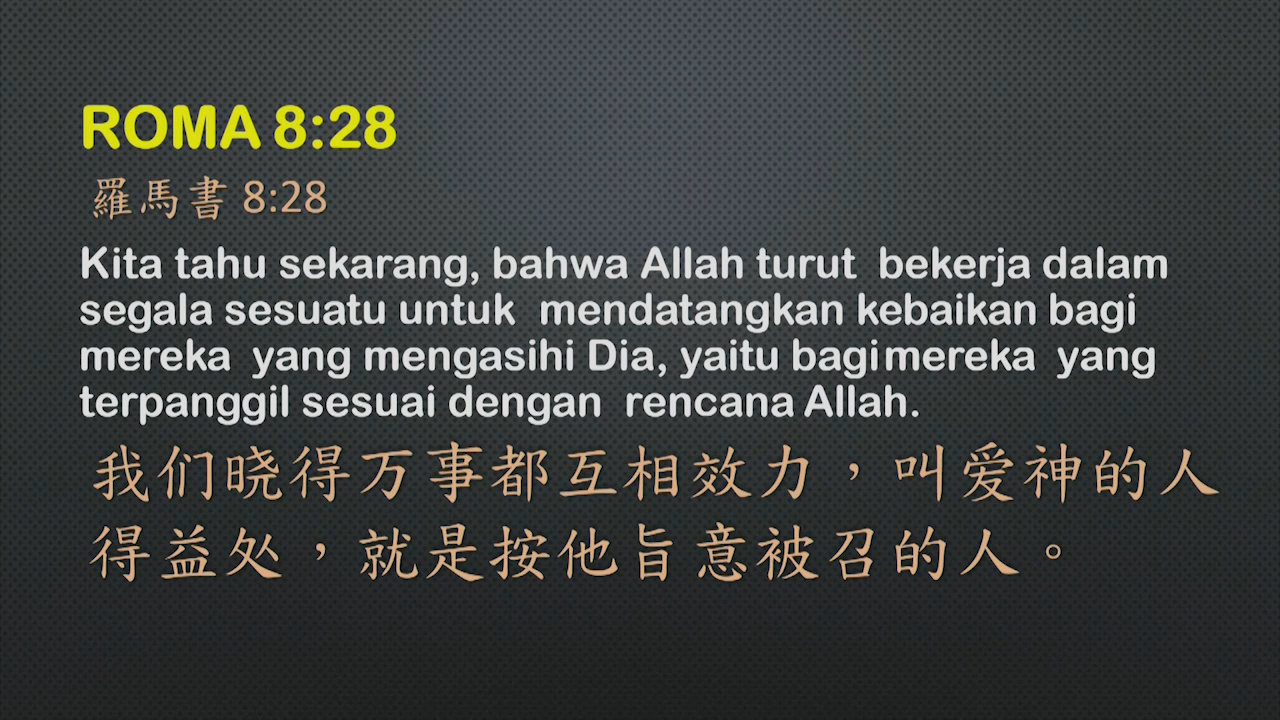 ROMA 8:28
羅馬書 8:28
Kita tahu sekarang, bahwa Allah turut bekerja dalam
segala sesuatu untuk mendatangkan kebaikan bagi
mereka yang mengasihi Dia, yaitu bagi mereka yang
terpanggil sesuai dengan rencana Allah.
我们晓得万事都互相效力，叫爱神的人
得益处，就是按他旨意被召的人。